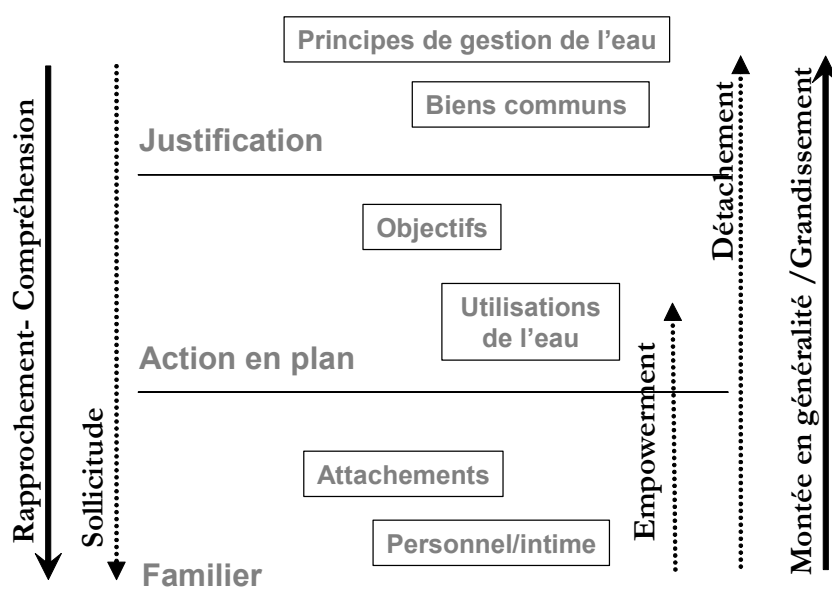 Principes de gestion de l'eau
Biens communs
Justification
Objectifs
Utilisations
de l'eau
Action en plan
Attachements
Personnel/intime
Familier
Rapprochement- Compréhension
Sollicitude
Empowerment
Détachement
Montée en généralité /Grandissement